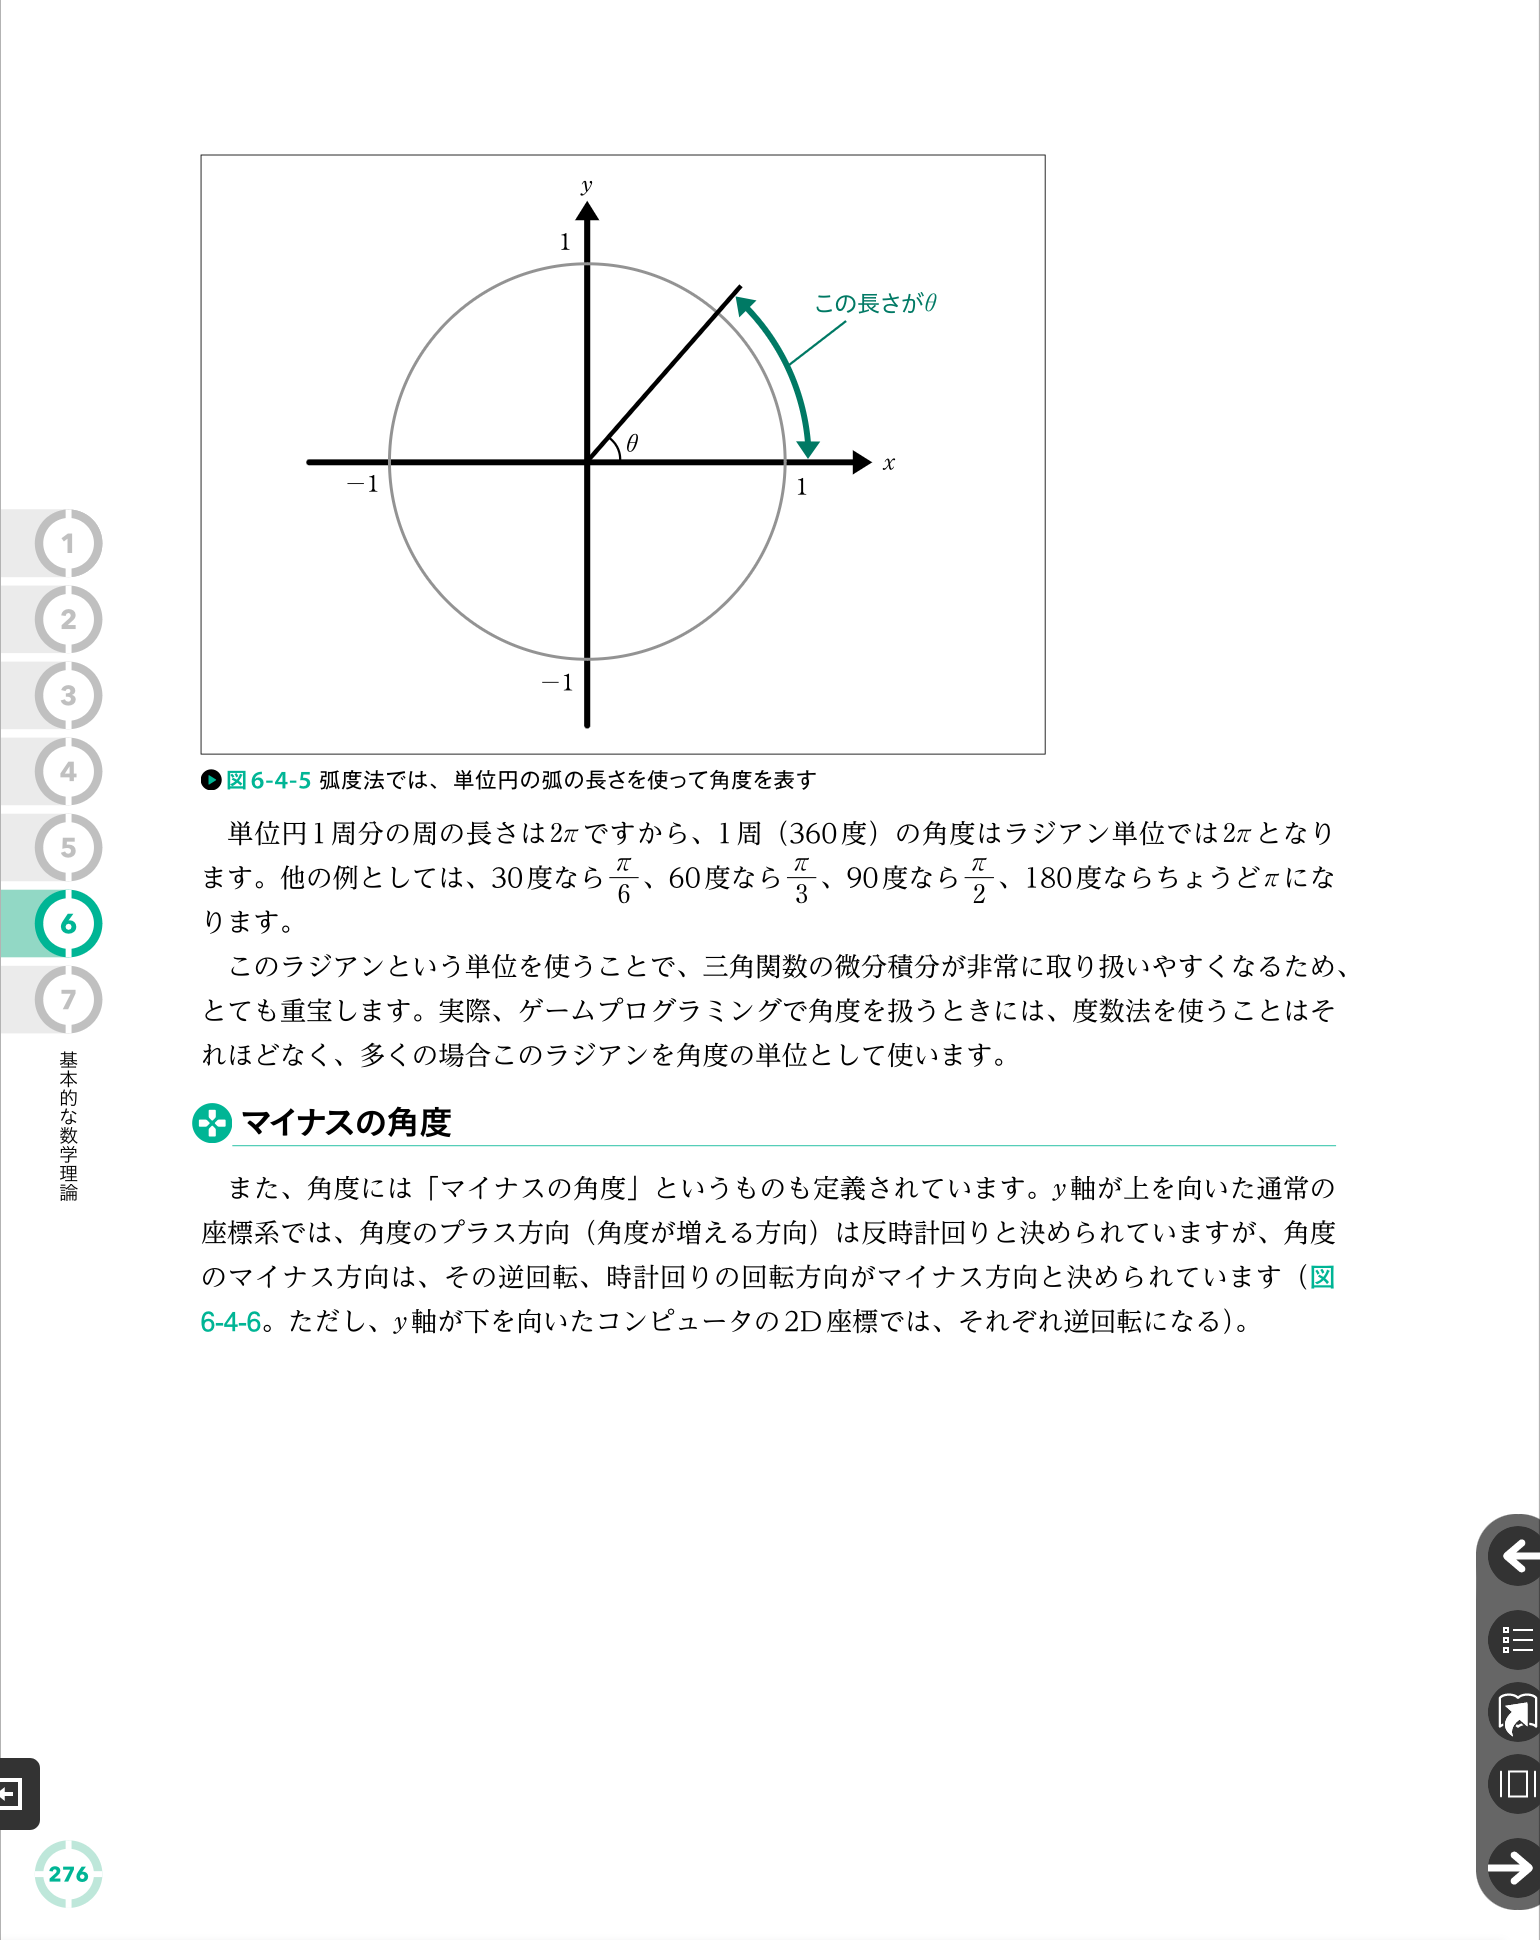 y
1
この長さがθ
θ
x
−1
1
−1
図6-4-5 弧度法では、単位円の弧の長さを使って角度を表す
単位円1周分の周の長さは2πですから、1周（360度）の角度はラジアン単位では2πとなり
ます。他の例としては、30度ならπ/6、60度ならπ/3、90度ならπ/2、180度ならちょうどπにな
ります。
このラジアンという単位を使うことで、三角関数の微分積分が非常に取り扱いやすくなるため、
とても重宝します。実際、ゲームプログラミングで角度を扱うときには、度数法を使うことはそ
れほどなく、多くの場合このラジアンを角度の単位として使います。
マイナスの角度
また、角度には「マイナスの角度」というものも定義されています。y軸が上を向いた通常の
座標系では、角度のプラス方向（角度が増える方向）は反時計回りと決められていますが、角度
のマイナス方向は、その逆回転、時計回りの回転方向がマイナス方向と決められています（図
6-4-6。ただし、y軸が下を向いたコンピュータの2D座標では、それぞれ逆回転になる）。
1
2
3
4
5
6
7
基本的な数学理論
276